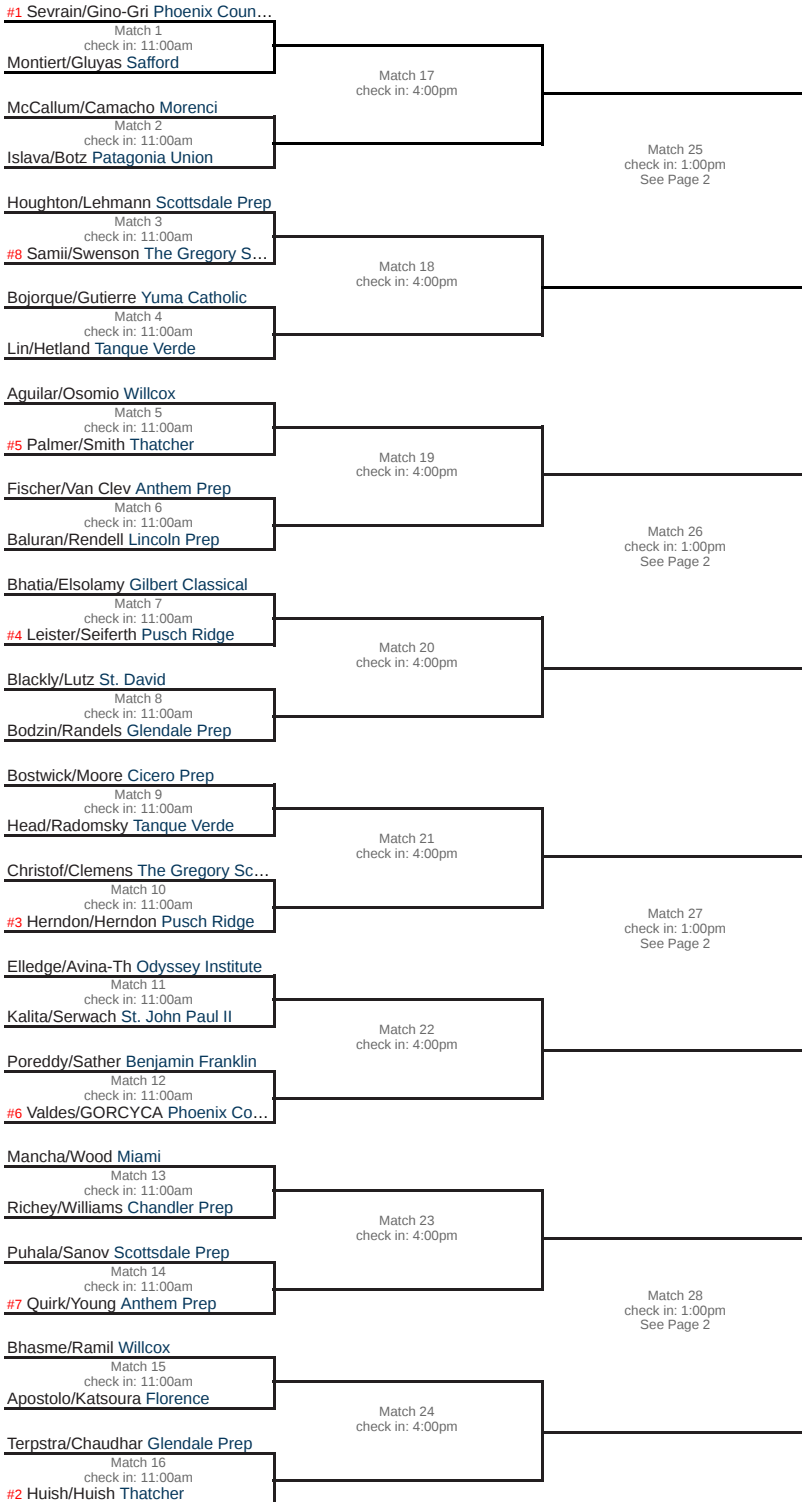 #1 Sevrain/Gino-Gri Phoenix Coun…
Match 1
check in: 11:00am
Montiert/Gluyas Safford
Match 17
check in: 4:00pm
McCallum/Camacho Morenci
Match 2
check in: 11:00am
Islava/Botz Patagonia Union
Match 25
check in: 1:00pm
See Page 2
Houghton/Lehmann Scottsdale Prep
Match 3
check in: 11:00am
#8 Samii/Swenson The Gregory S…
Match 18
check in: 4:00pm
Bojorque/Gutierre Yuma Catholic
Match 4
check in: 11:00am
Lin/Hetland Tanque Verde
Aguilar/Osomio Willcox
Match 5
check in: 11:00am
#5 Palmer/Smith Thatcher
Match 19
check in: 4:00pm
Fischer/Van Clev Anthem Prep
Match 6
check in: 11:00am
Baluran/Rendell Lincoln Prep
Match 26
check in: 1:00pm
See Page 2
Bhatia/Elsolamy Gilbert Classical
Match 7
check in: 11:00am
#4 Leister/Seiferth Pusch Ridge
Match 20
check in: 4:00pm
Blackly/Lutz St. David
Match 8
check in: 11:00am
Bodzin/Randels Glendale Prep
Bostwick/Moore Cicero Prep
Match 9
check in: 11:00am
Head/Radomsky Tanque Verde
Match 21
check in: 4:00pm
Christof/Clemens The Gregory Sc…
Match 10
check in: 11:00am
#3 Herndon/Herndon Pusch Ridge
Match 27
check in: 1:00pm
See Page 2
Elledge/Avina-Th Odyssey Institute
Match 11
check in: 11:00am
Kalita/Serwach St. John Paul II
Match 22
check in: 4:00pm
Poreddy/Sather Benjamin Franklin
Match 12
check in: 11:00am
#6 Valdes/GORCYCA Phoenix Co…
Mancha/Wood Miami
Match 13
check in: 11:00am
Richey/Williams Chandler Prep
Match 23
check in: 4:00pm
Puhala/Sanov Scottsdale Prep
Match 14
check in: 11:00am
#7 Quirk/Young Anthem Prep
Match 28
check in: 1:00pm
See Page 2
Bhasme/Ramil Willcox
Match 15
check in: 11:00am
Apostolo/Katsoura Florence
Match 24
check in: 4:00pm
Terpstra/Chaudhar Glendale Prep
Match 16
check in: 11:00am
#2 Huish/Huish Thatcher